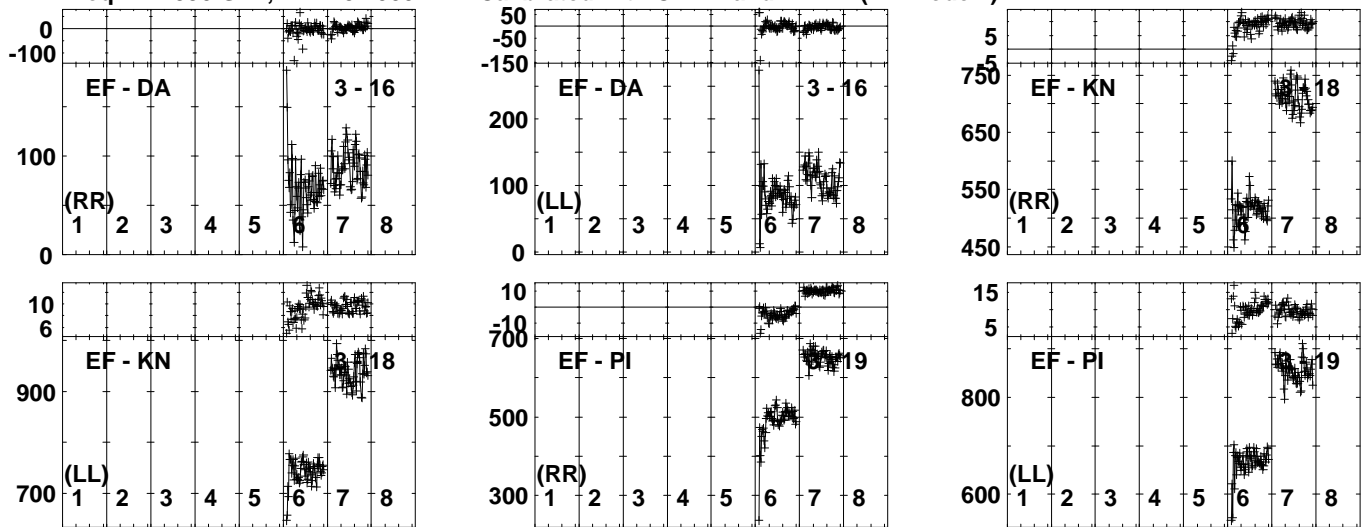 0
-100
EF - DA 3 - 16
100
(RR)
1 2 3 4 5 6 7 8
0
50
-50
-150
EF - DA 3 - 16
200
100
(LL)
1 2 3 4 5 6 7 8
0
5
-5
750
EF - KN 18
650
550
(RR)
1 2 3 4 5 6 7 8
450
10
6
EF - KN 18
900
(LL)
700
1 2 3 4 5 6 7 8
10
-10
700
EF - PI 19
500
(RR)
300
1 2 3 4 5 6 7 8
15
5
EF - PI - 19
800
(LL)
600
1 2 3 4 5 6 7 8